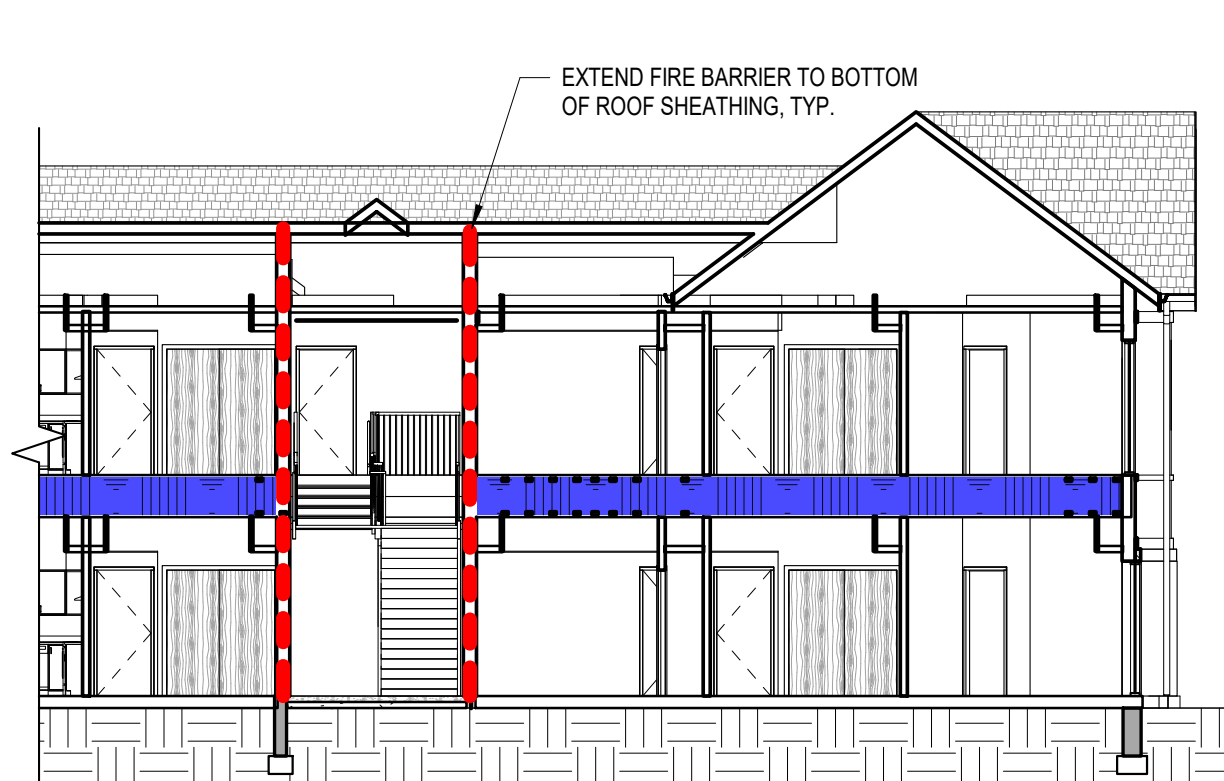 EXTEND FIRE BARRIER TO BOTTOM
OF ROOF SHEATHING, TYP.